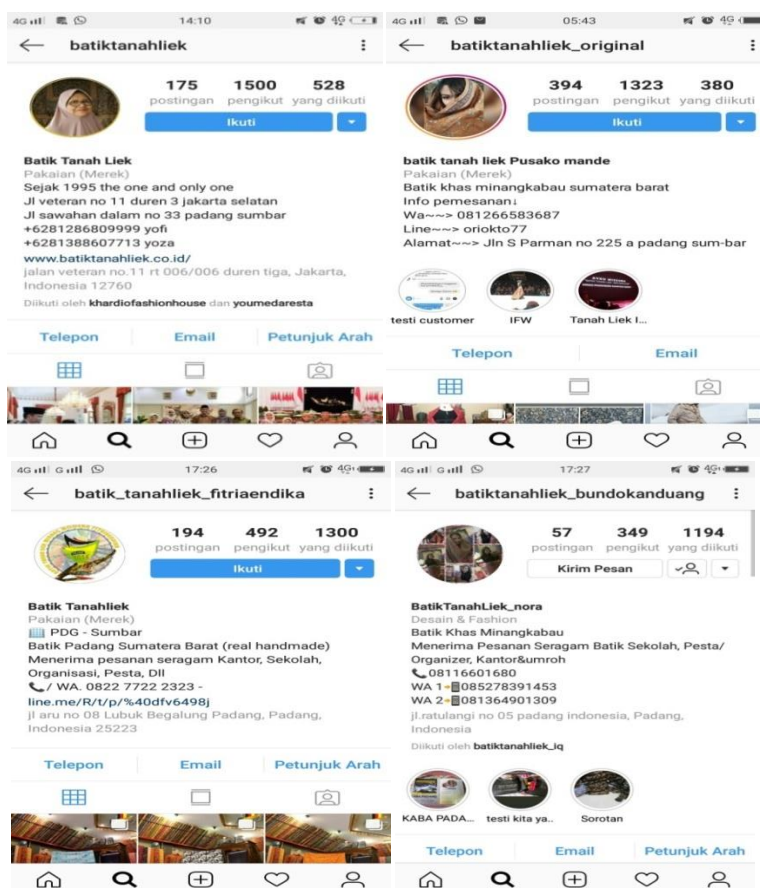 4G 14:10 4G
batiktanahliek
175 1500 528
postingan pengikut yang diikuti
Ikuti
Batik Tanah Liek
Pakaian (Merek)
Sejak 1995 the one and only one
Jl veteran no 11 duren 3 jakarta selatan
Jl sawahan dalam no 33 padang sumbar
+6281286809999 yofi
+6281388607713 yoza
www.batiktanahliek.co.id/
jalan veteran no.11 rt 006/006 duren tiga, Jakarta,
Indonesia 12760
Diikuti oleh khardiofashionhouse dan youmedaresta
Telepon Email Petunjuk Arah
4G 05:43 4G
batiktanahliek_original
394 1323 380
postingan pengikut yang diikuti
Ikuti
batik tanah liek Pusako mande
Pakaian (Merek)
Batik khas minangkabau sumatera barat
Info pemesanan↓
Wa~~> 081266583687
Line~~> oriokto77
Alamat~~> Jln S Parman no 225 a padang sum-bar
testi customer IFW Tanah Liek I...
Telepon Email
4G G 17:26 4G
batik_tanahliek_fitriaendika
194 492 1300
postingan pengikut yang diikuti
Ikuti
Batik Tanahliek
Pakaian (Merek)
PDG - Sumbar
Batik Padang Sumatera Barat (real handmade)
Menerima pesanan seragam Kantor, Sekolah,
Organisasi, Pesta, Dll
📞/ WA. 0822 7722 2323 -
line.me/R/t/p/%40dfv6498j
jl aru no 08 Lubuk Begalung Padang, Padang,
Indonesia 25223
Telepon Email Petunjuk Arah
4G G 17:27 4G
batiktanahliek_bundokanduang
57 349 1194
postingan pengikut yang diikuti
Kirim Pesan
BatikTanahLiek_nora
Desain & Fashion
Batik Khas Minangkabau
Menerima Pesanan Seragam Batik Sekolah, Pesta/
Organizer, Kantor&umroh
📞08116601680
WA 1 085278391453
WA 2 081364901309
jl.ratulangi no 05 padang indonesia, Padang,
Indonesia
Diikuti oleh batiktanahliek_iq
KABA PADA... testi kita ya.. Sorotan
Telepon Email Petunjuk Arah